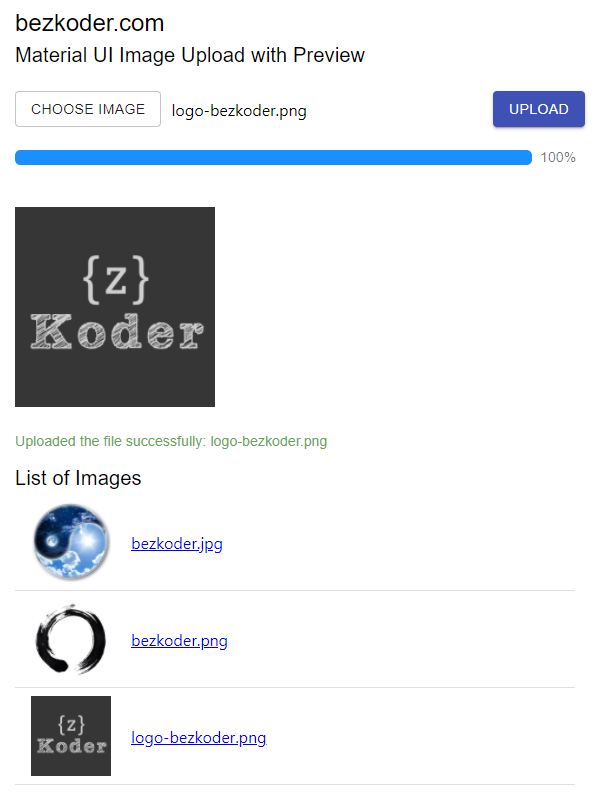 bezkoder.com
Material UI Image Upload with Preview
CHOOSE IMAGE logo-bezkoder.png UPLOAD
100%
{z}
Koder
Uploaded the file successfully: logo-bezkoder.png
List of Images
bezkoder.jpg
bezkoder.png
{z}
Koder
logo-bezkoder.png